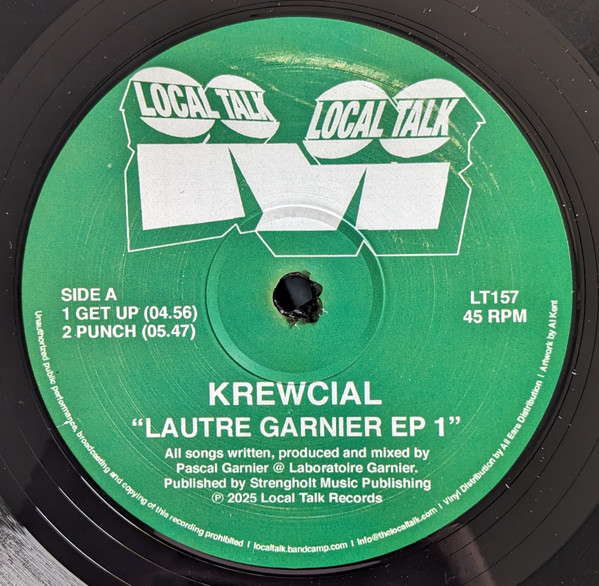 LOCAL TALK
LOCAL TALK
SIDE A
1 GET UP (04.56)
2 PUNCH (05.47)
LT157
45 RPM
KREWCIAL
“LAUTRE GARNIER EP 1”
All songs written, produced and mixed by
Pascal Garnier @ Laboratoire Garnier.
Published by Strengholt Music Publishing
℗ 2025 Local Talk Records
Unauthorized public performance, broadcasting and copying of this recording prohibited | localtalk.bandcamp.com | info@thelocaltalk.com | Vinyl Distribution by All Ears Distribution | Artwork by Al Kent